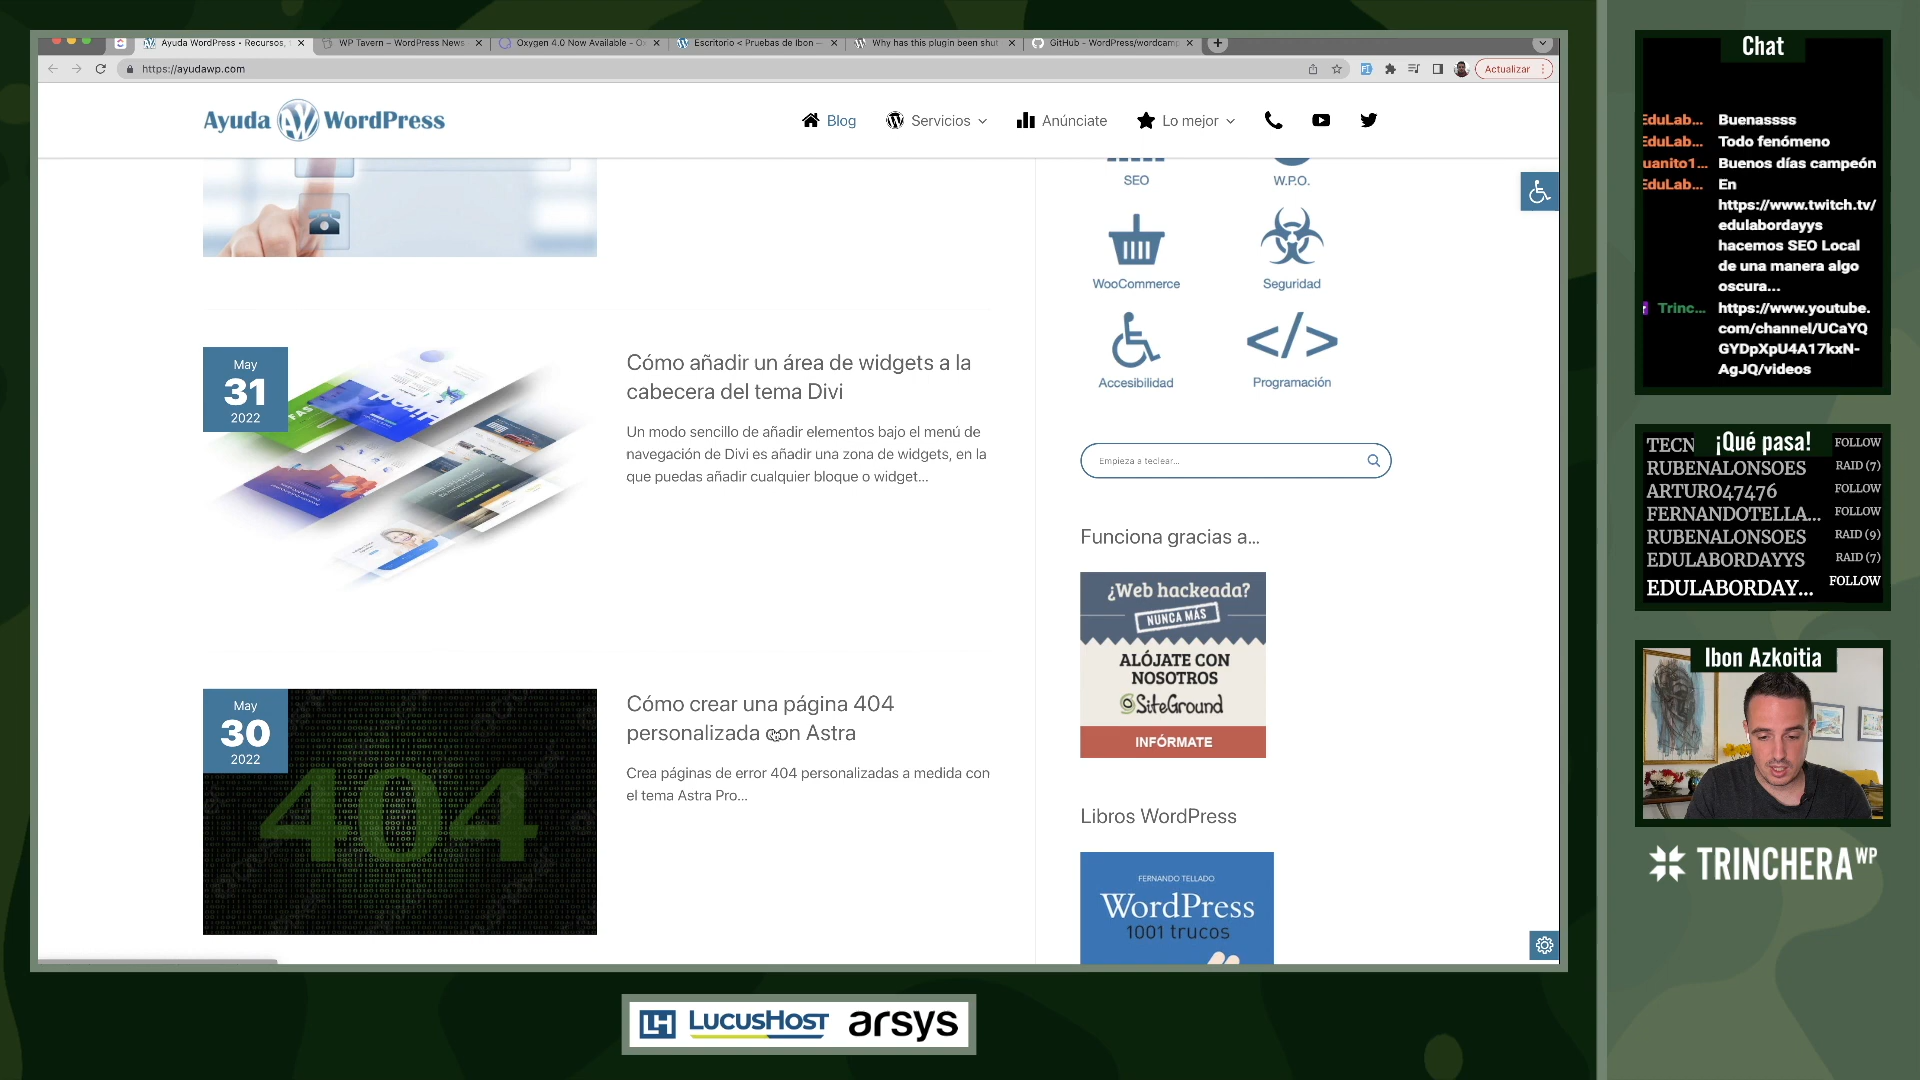 Ayuda WordPress • Recursos,
WP Tavern – WordPress News
Oxygen 4.0 Now Available -
Escritorio < Pruebas de Ibon —
Why has this plugin been shut
GitHub - WordPress/wordcam
https://ayudawp.com
Actualizar
Ayuda WordPress
Blog
Servicios
Anúnciate
Lo mejor
SEO
W.P.O.
WooCommerce
Seguridad
Accesibilidad
Programación
May
31
2022
Cómo añadir un área de widgets a la
cabecera del tema Divi
Un modo sencillo de añadir elementos bajo el menú de
navegación de Divi es añadir una zona de widgets, en la
que puedas añadir cualquier bloque o widget...
FAS
Empieza a teclear...
Funciona gracias a...
¿Web hackeada?
NUNCA MÁS
ALÓJATE CON
NOSOTROS
SiteGround
INFÓRMATE
May
30
2022
404
Cómo crear una página 404
personalizada con Astra
Crea páginas de error 404 personalizadas a medida con
el tema Astra Pro...
Libros WordPress
FERNANDO TELLADO
WordPress
1001 trucos
LH LucusHost arsys
Chat
EduLab... Buenassss
EduLab... Todo fenómeno
uanito1... Buenos días campeón
EduLab... En
https://www.twitch.tv/
edulabordayys
hacemos SEO Local
de una manera algo
oscura...
Trinc... https://www.youtube.
com/channel/UCaYQ
GYDpXpU4A17kxN-
AgJQ/videos
¡Qué pasa!
TECN FOLLOW
RUBENALONSOES RAID (7)
ARTURO47476 FOLLOW
FERNANDOTELLA... FOLLOW
RUBENALONSOES RAID (9)
EDULABORDAYYS RAID (7)
EDULABORDAY... FOLLOW
Ibon Azkoitia
TRINCHERA WP